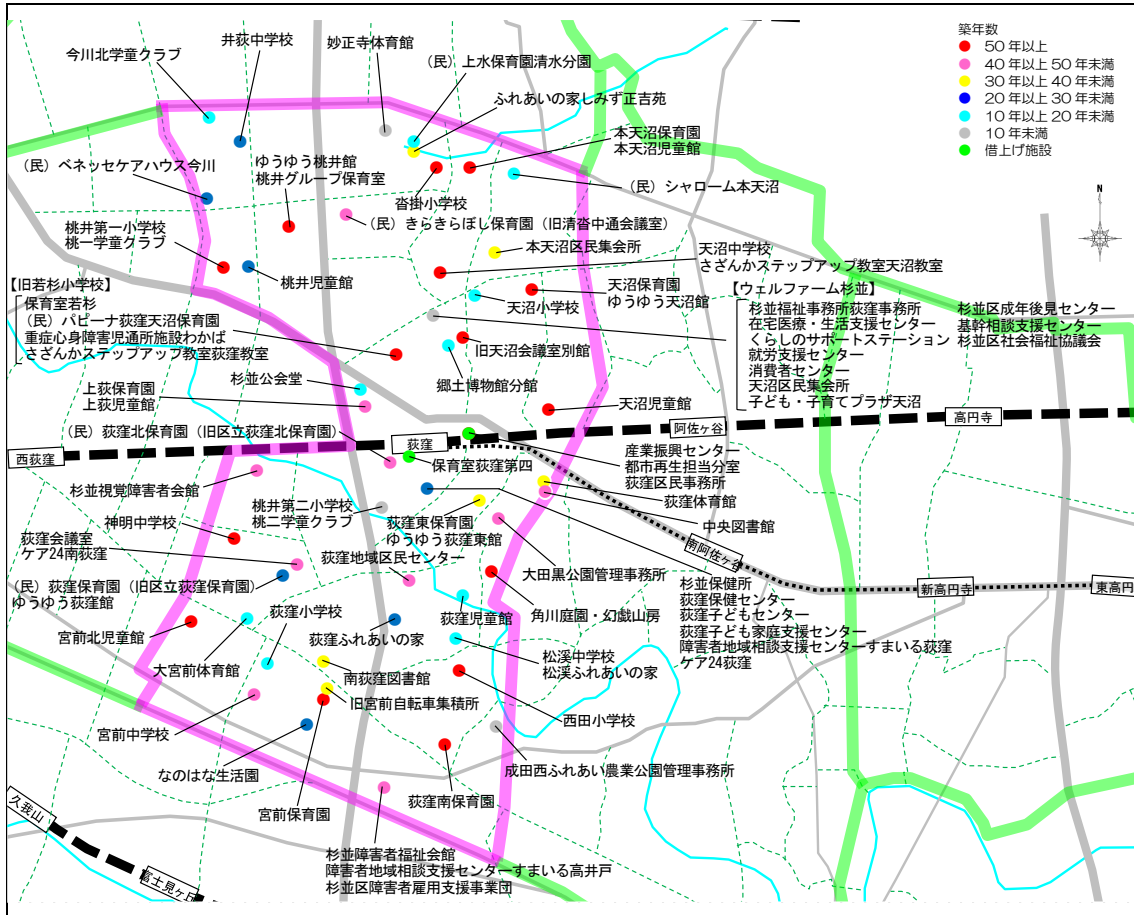 築年数
50年以上
40年以上50年未満
30年以上40年未満
20年以上30年未満
10年以上20年未満
10年未満
借上げ施設
N
今川北学童クラブ
井荻中学校
妙正寺体育館
(民)上水保育園清水分園
ふれあいの家しみず正吉苑
本天沼保育園
本天沼児童館
(民)ベネッセケアハウス今川
ゆうゆう桃井館
桃井グループ保育室
沓掛小学校
(民)シャローム本天沼
(民)きらきらぼし保育園(旧清沓中通会議室)
桃井第一小学校
桃一学童クラブ
桃井児童館
本天沼区民集会所
天沼中学校
さざんかステップアップ教室天沼教室
【旧若杉小学校】
保育室若杉
(民)パピーナ荻窪天沼保育園
重症心身障害児通所施設わかば
さざんかステップアップ教室荻窪教室
天沼小学校
天沼保育園
ゆうゆう天沼館
【ウェルファーム杉並】
杉並福祉事務所荻窪事務所
在宅医療・生活支援センター
くらしのサポートステーション
就労支援センター
消費者センター
天沼区民集会所
子ども・子育てプラザ天沼
杉並区成年後見センター
基幹相談支援センター
杉並区社会福祉協議会
旧天沼会議室別館
郷土博物館分館
杉並公会堂
上荻保育園
上荻児童館
天沼児童館
(民)荻窪北保育園(旧区立荻窪北保育園)
西荻窪
荻窪
阿佐ヶ谷
高円寺
保育室荻窪第四
産業振興センター
都市再生担当分室
荻窪区民事務所
杉並視覚障害者会館
桃井第二小学校
桃二学童クラブ
荻窪東保育園
ゆうゆう荻窪東館
荻窪体育館
中央図書館
神明中学校
荻窪会議室
ケア24南荻窪
荻窪地域区民センター
大田黒公園管理事務所
南阿佐ヶ谷
新高円寺
東高円
(民)荻窪保育園(旧区立荻窪保育園)
ゆうゆう荻窪館
荻窪小学校
荻窪児童館
角川庭園・幻戯山房
杉並保健所
荻窪保健センター
荻窪子どもセンター
荻窪子ども家庭支援センター
障害者地域相談支援センターすまいる荻窪
ケア24荻窪
宮前北児童館
荻窪ふれあいの家
大宮前体育館
南荻窪図書館
松溪中学校
松溪ふれあいの家
旧宮前自転車集積所
西田小学校
宮前中学校
なのはな生活園
成田西ふれあい農業公園管理事務所
宮前保育園
荻窪南保育園
久我山
富士見ヶ丘
杉並障害者福祉会館
障害者地域相談支援センターすまいる高井戸
杉並区障害者雇用支援事業団